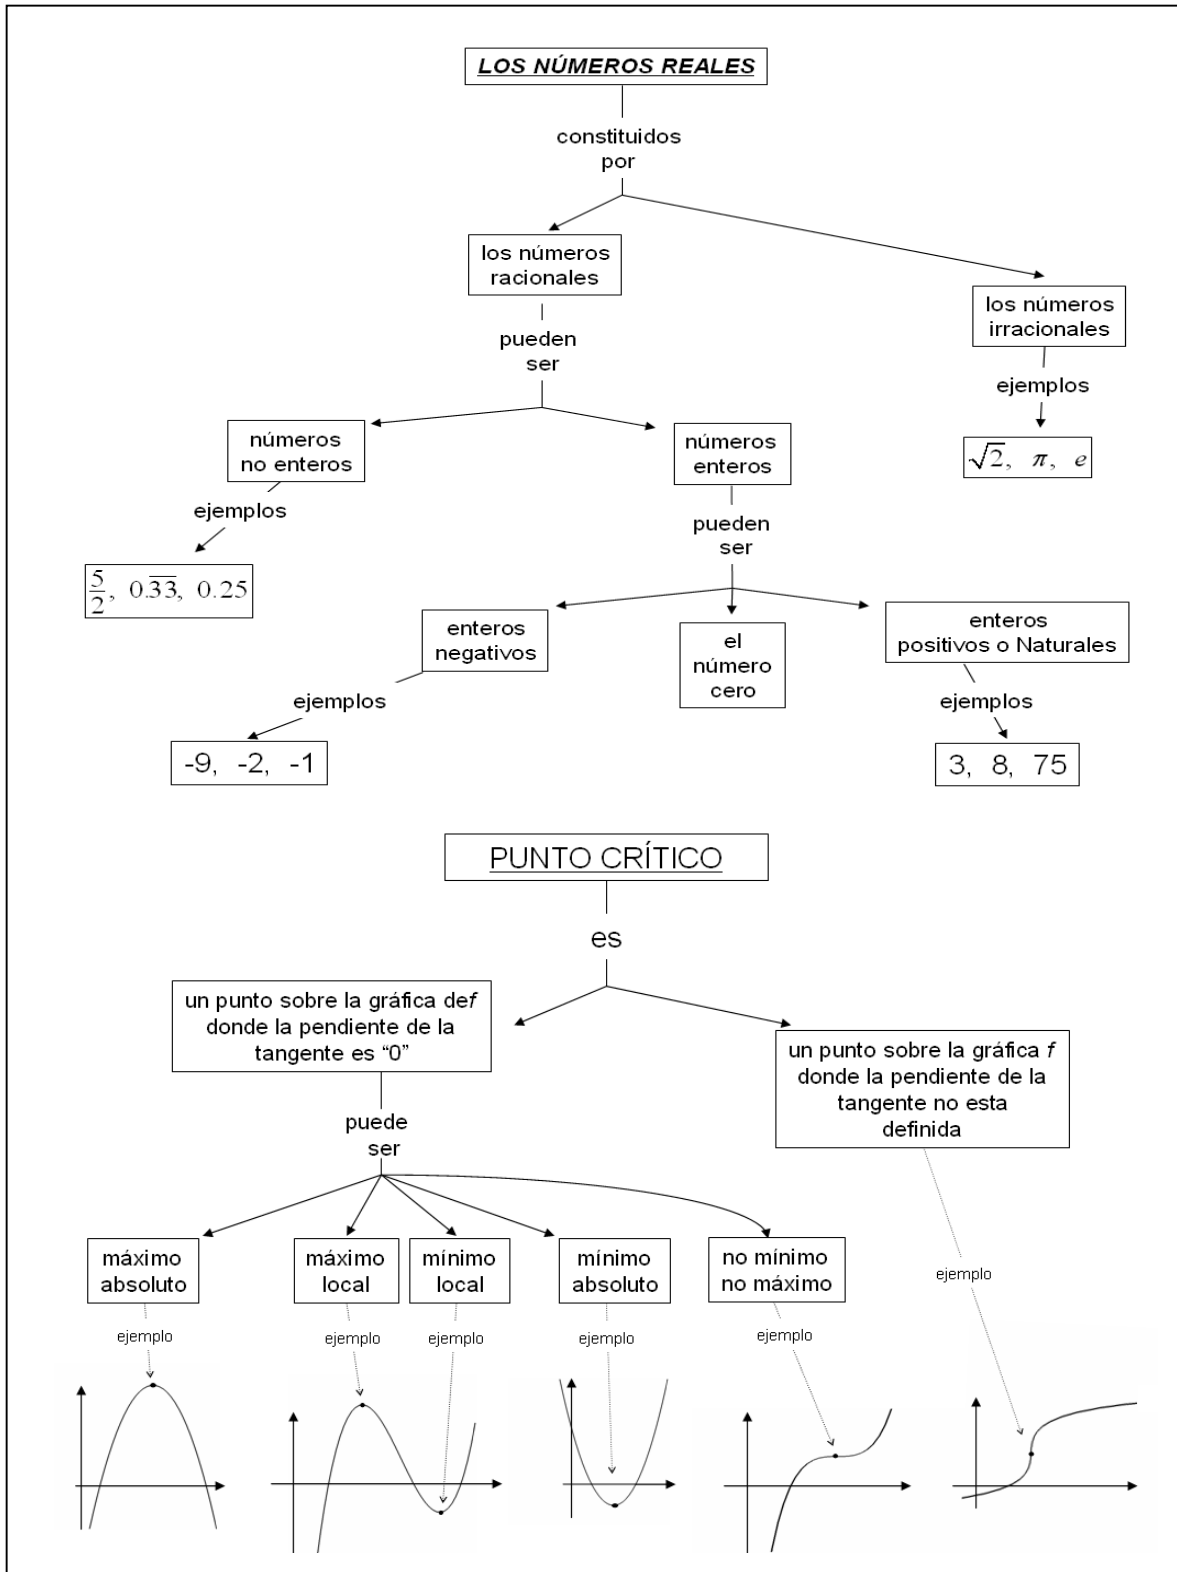 LOS NÚMEROS REALES
constituidos
por
los números
racionales
los números
irracionales
pueden
ser
ejemplos
√2, π, e
números
no enteros
números
enteros
ejemplos
5/2, 0.3̅3̅, 0.25
pueden
ser
enteros
negativos
el
número
cero
enteros
positivos o Naturales
ejemplos
ejemplos
-9, -2, -1
3, 8, 75
PUNTO CRÍTICO
es
un punto sobre la gráfica def
donde la pendiente de la
tangente es “0”
un punto sobre la gráfica f
donde la pendiente de la
tangente no esta
definida
puede
ser
máximo
absoluto
máximo
local
mínimo
local
mínimo
absoluto
no mínimo
no máximo
ejemplo
ejemplo
ejemplo
ejemplo
ejemplo
ejemplo